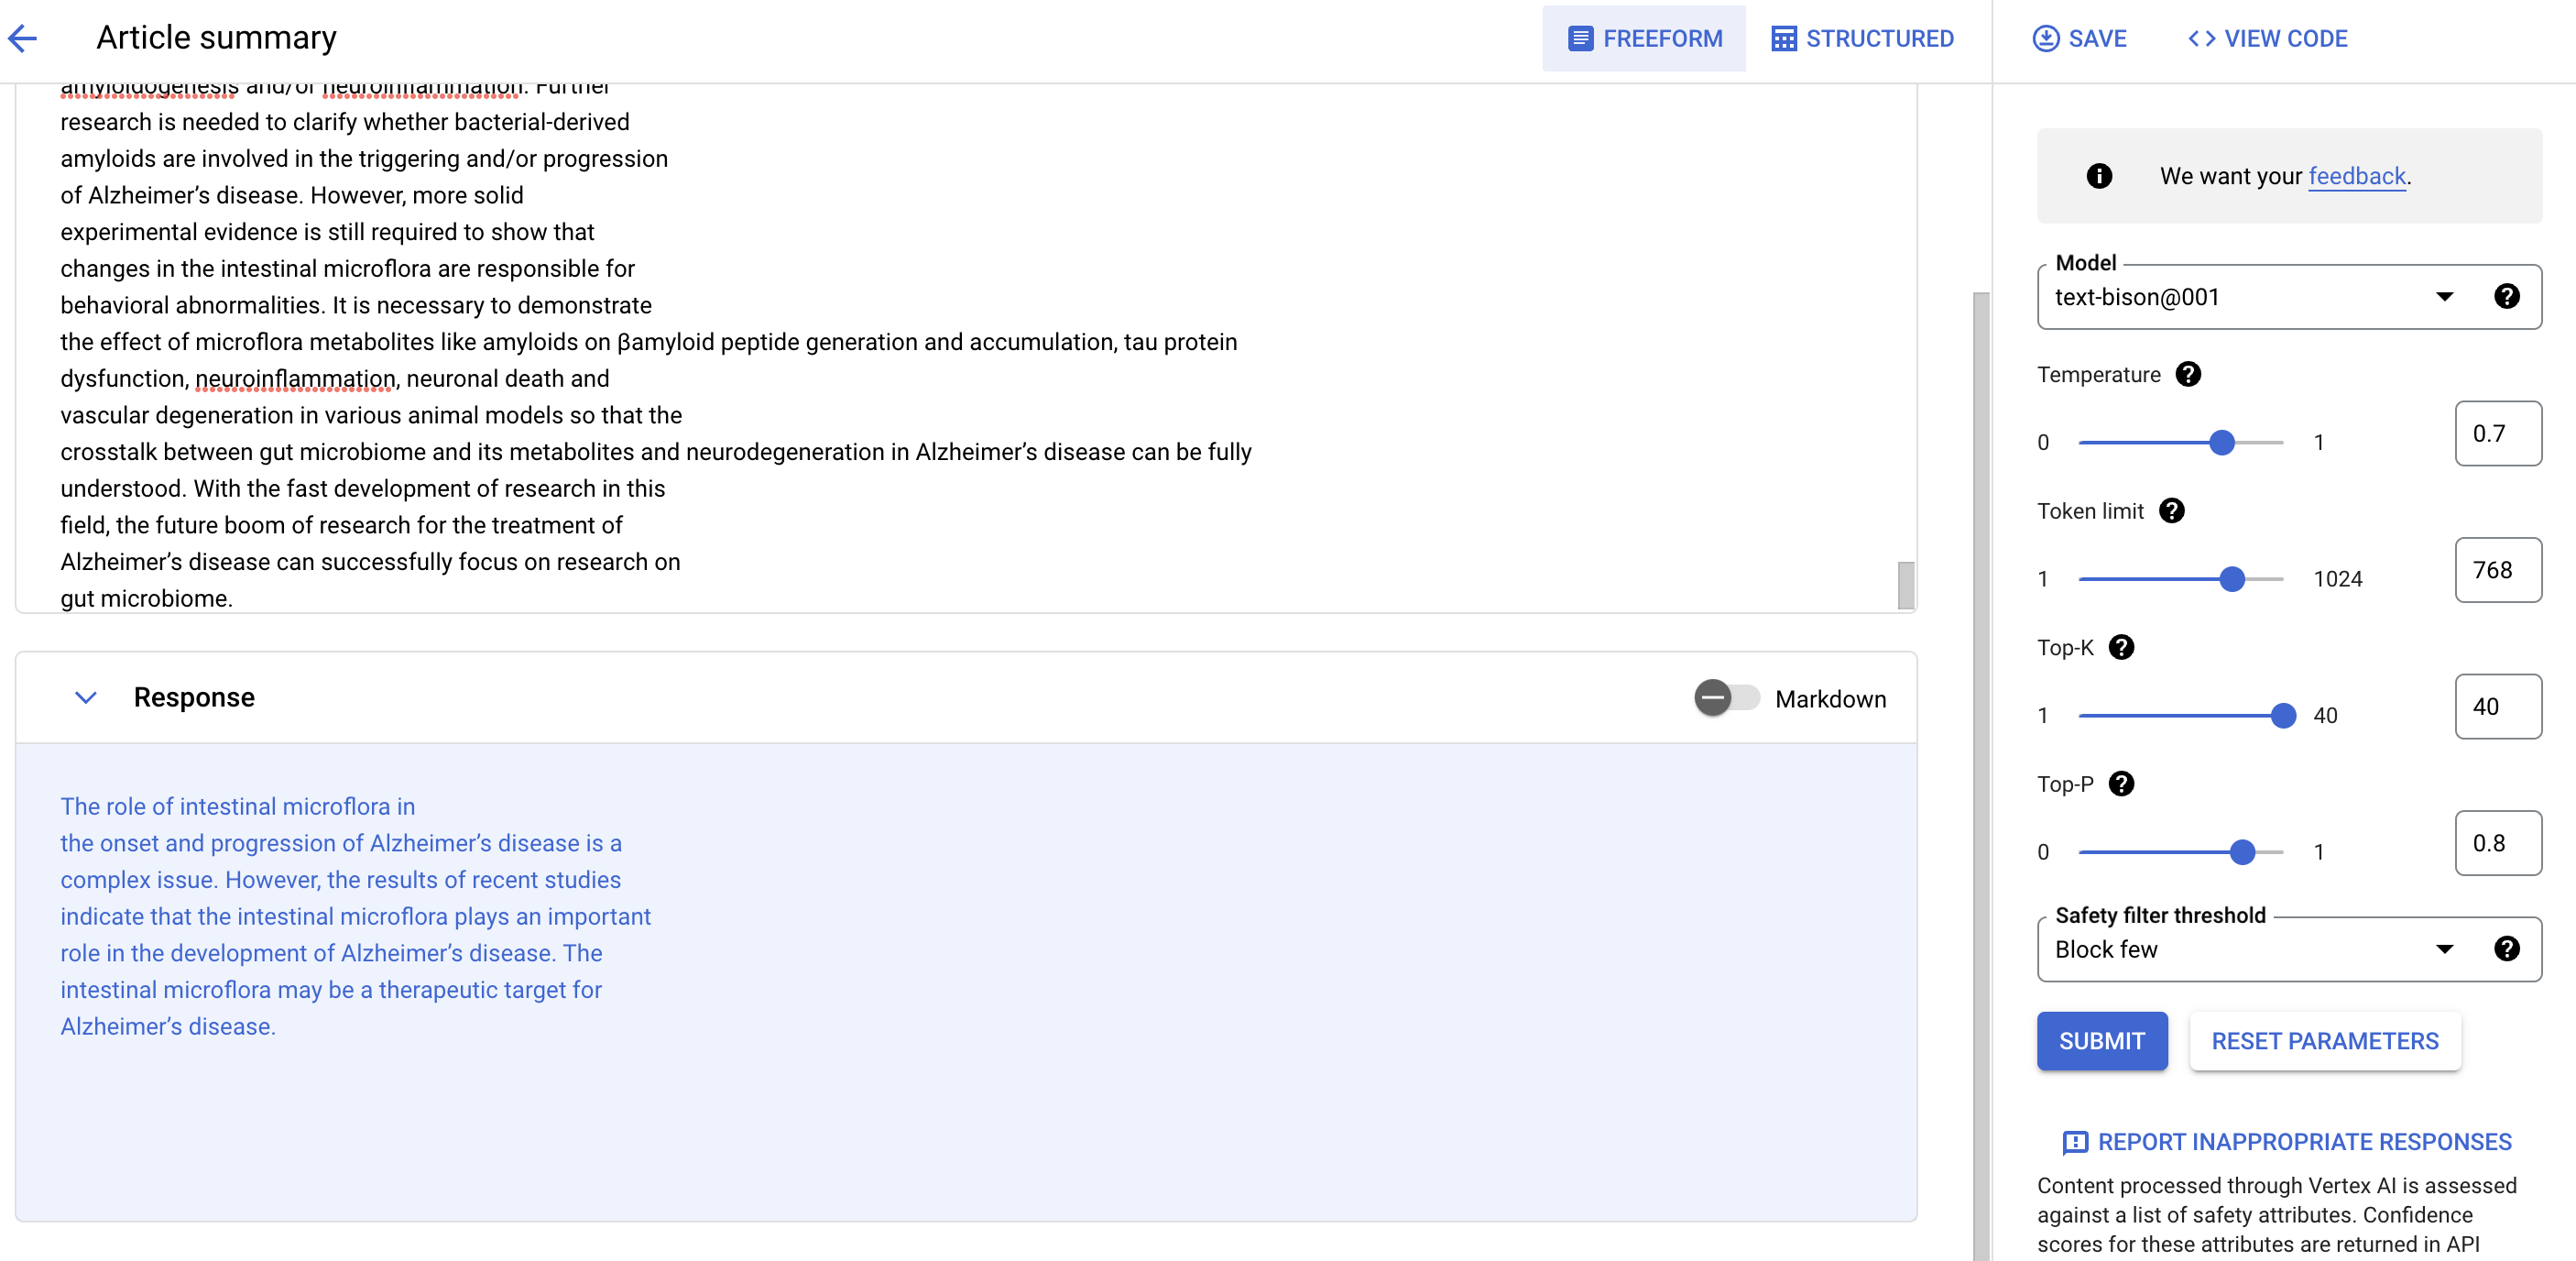 Article summary
FREEFORM
STRUCTURED
SAVE
<> VIEW CODE
amyloidogenesis and/or neuroinflammation. Further
research is needed to clarify whether bacterial-derived
amyloids are involved in the triggering and/or progression
of Alzheimer’s disease. However, more solid
experimental evidence is still required to show that
changes in the intestinal microflora are responsible for
behavioral abnormalities. It is necessary to demonstrate
the effect of microflora metabolites like amyloids on βamyloid peptide generation and accumulation, tau protein
dysfunction, neuroinflammation, neuronal death and
vascular degeneration in various animal models so that the
crosstalk between gut microbiome and its metabolites and neurodegeneration in Alzheimer’s disease can be fully
understood. With the fast development of research in this
field, the future boom of research for the treatment of
Alzheimer’s disease can successfully focus on research on
gut microbiome.
Response
Markdown
The role of intestinal microflora in
the onset and progression of Alzheimer’s disease is a
complex issue. However, the results of recent studies
indicate that the intestinal microflora plays an important
role in the development of Alzheimer’s disease. The
intestinal microflora may be a therapeutic target for
Alzheimer’s disease.
We want your feedback.
Model
text-bison@001
Temperature
0 1 0.7
Token limit
1 1024 768
Top-K
1 40 40
Top-P
0 1 0.8
Safety filter threshold
Block few
SUBMIT
RESET PARAMETERS
REPORT INAPPROPRIATE RESPONSES
Content processed through Vertex AI is assessed
against a list of safety attributes. Confidence
scores for these attributes are returned in API